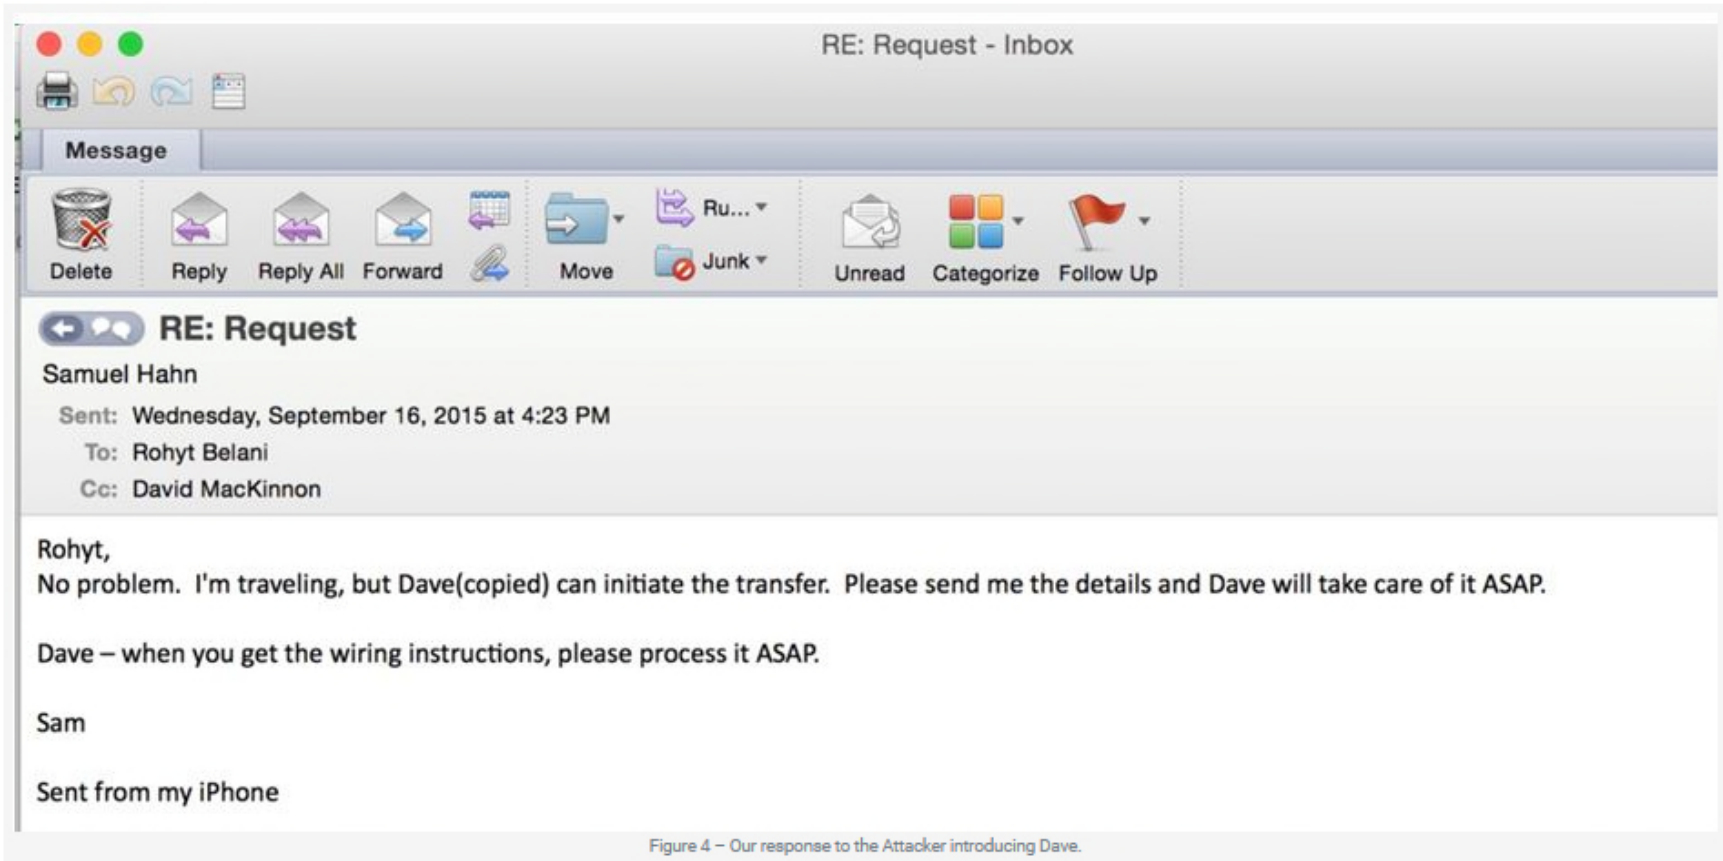 RE: Request - Inbox
Message
Delete
Reply
Reply All
Forward
Move
Ru...
Junk
Unread
Categorize
Follow Up
RE: Request
Samuel Hahn
Sent: Wednesday, September 16, 2015 at 4:23 PM
To: Rohyt Belani
Cc: David MacKinnon
Rohyt,
No problem.  I'm traveling, but Dave(copied) can initiate the transfer.  Please send me the details and Dave will take care of it ASAP.
Dave – when you get the wiring instructions, please process it ASAP.
Sam
Sent from my iPhone
Figure 4 – Our response to the Attacker introducing Dave.